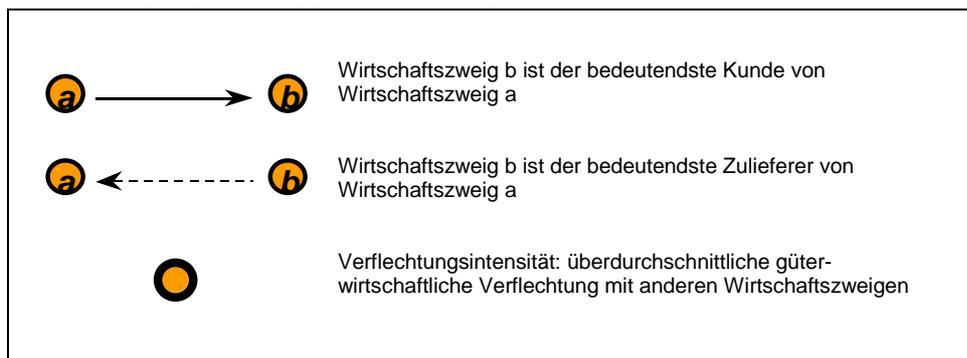 a b Wirtschaftszweig b ist der bedeutendste Kunde von
Wirtschaftszweig a
a b Wirtschaftszweig b ist der bedeutendste Zulieferer von
Wirtschaftszweig a
Verflechtungsintensität: überdurchschnittliche güter-
wirtschaftliche Verflechtung mit anderen Wirtschaftszweigen